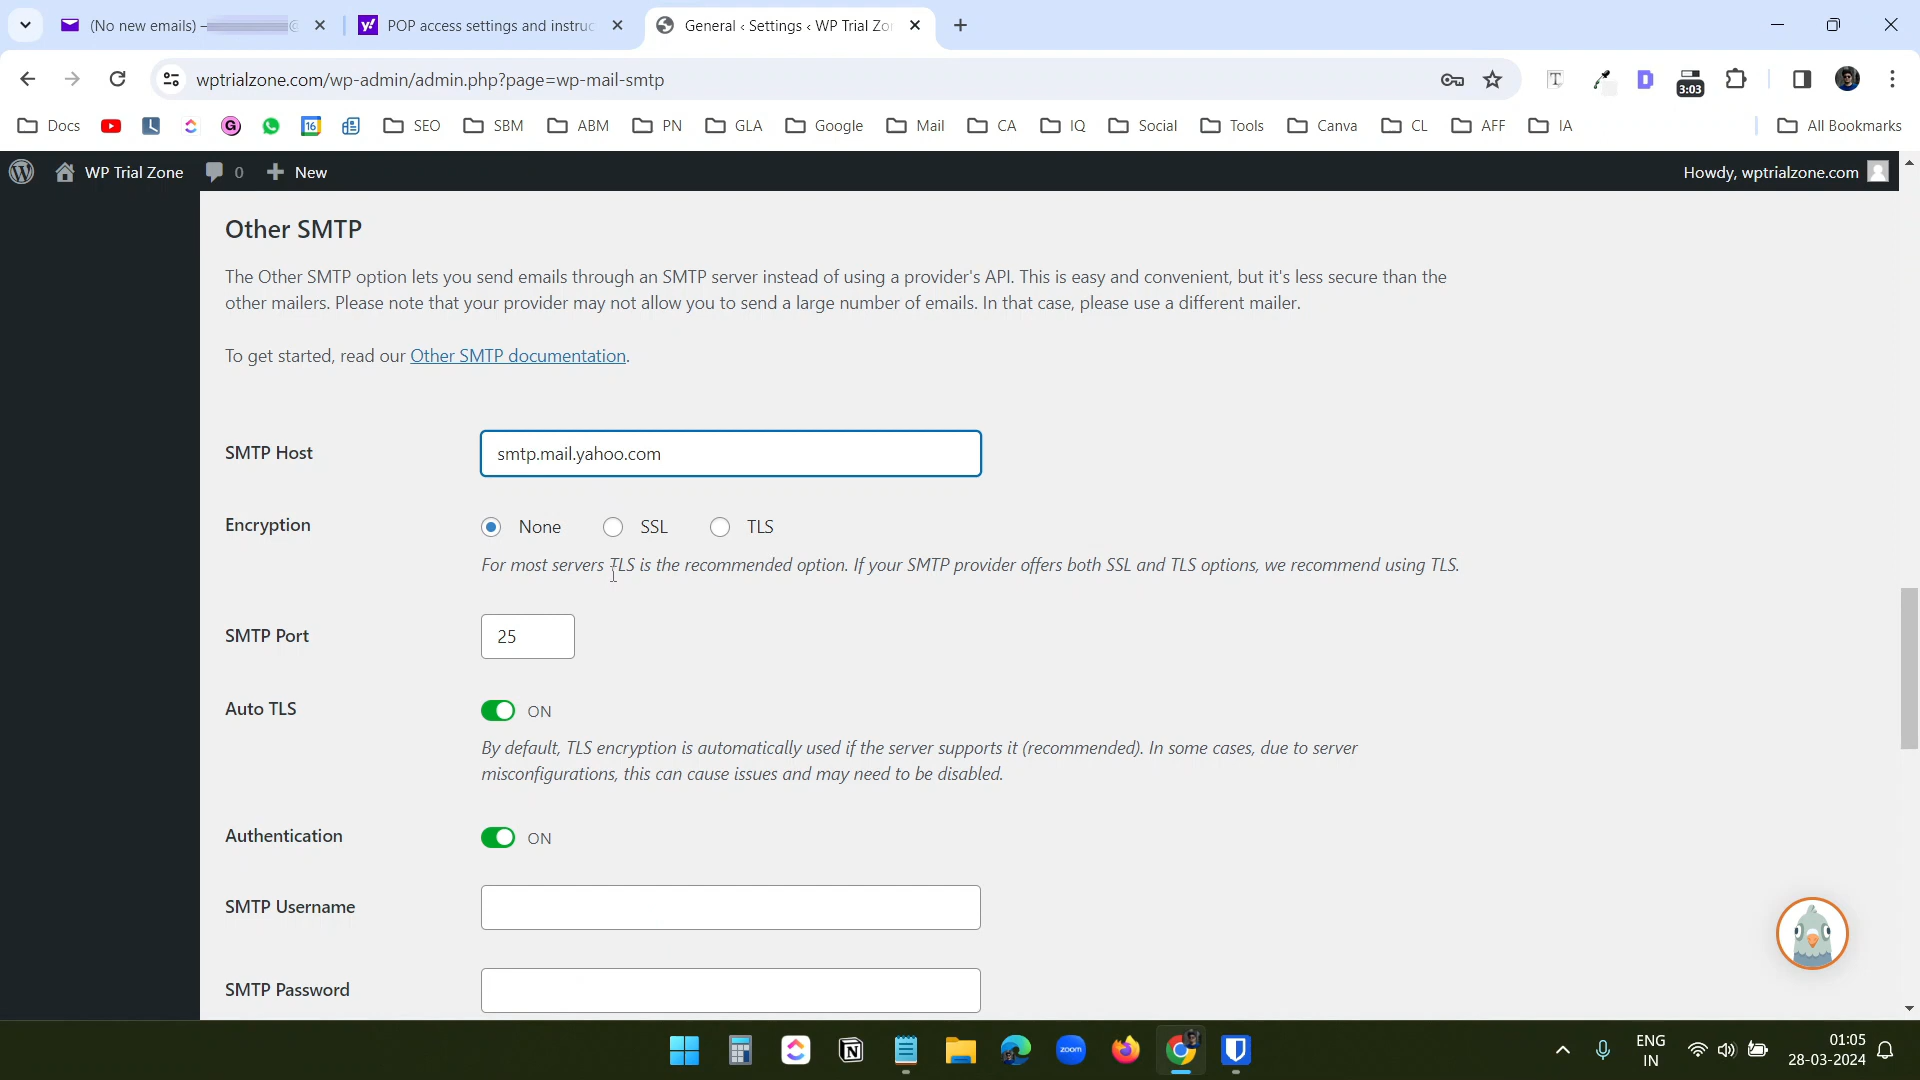 (No new emails) –
POP access settings and instruc
General ‹ Settings ‹ WP Trial Zo
wptrialzone.com/wp-admin/admin.php?page=wp-mail-smtp
3:03
Docs
16
SEO
SBM
ABM
PN
GLA
Google
Mail
CA
IQ
Social
Tools
Canva
CL
AFF
IA
All Bookmarks
WP Trial Zone
0
New
Howdy, wptrialzone.com
Other SMTP
The Other SMTP option lets you send emails through an SMTP server instead of using a provider's API. This is easy and convenient, but it's less secure than the
other mailers. Please note that your provider may not allow you to send a large number of emails. In that case, please use a different mailer.
To get started, read our Other SMTP documentation.
SMTP Host
smtp.mail.yahoo.com
Encryption
None
SSL
TLS
For most servers TLS is the recommended option. If your SMTP provider offers both SSL and TLS options, we recommend using TLS.
SMTP Port
25
Auto TLS
ON
By default, TLS encryption is automatically used if the server supports it (recommended). In some cases, due to server
misconfigurations, this can cause issues and may need to be disabled.
Authentication
ON
SMTP Username
SMTP Password
zoom
ENG
IN
01:05
28-03-2024